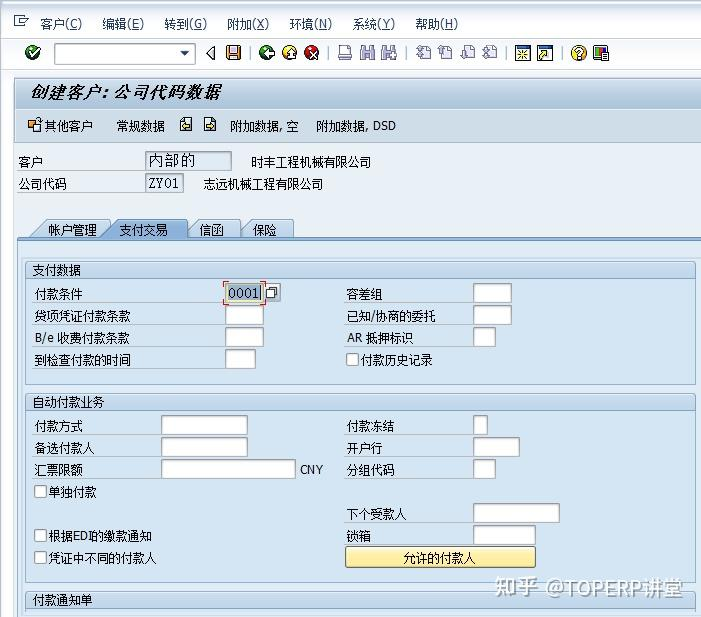 客户(C) 编辑(E) 转到(G) 附加(X) 环境(N) 系统(Y) 帮助(H)
创建客户: 公司代码数据
其他客户 常规数据 附加数据, 空 附加数据, DSD
客户 内部的 时丰工程机械有限公司
公司代码 ZY01 志远机械工程有限公司
帐户管理 支付交易 信函 保险
支付数据
付款条件 0001 容差组
贷项凭证付款条款 已知/协商的委托
B/e 收费付款条款 AR 抵押标识
到检查付款的时间 付款历史记录
自动付款业务
付款方式 付款冻结
备选付款人 开户行
汇票限额 CNY 分组代码
单独付款
下个受款人
根据EDI的缴款通知 锁箱
凭证中不同的付款人 允许的付款人
付款通知单
知乎 @TOPERP讲堂